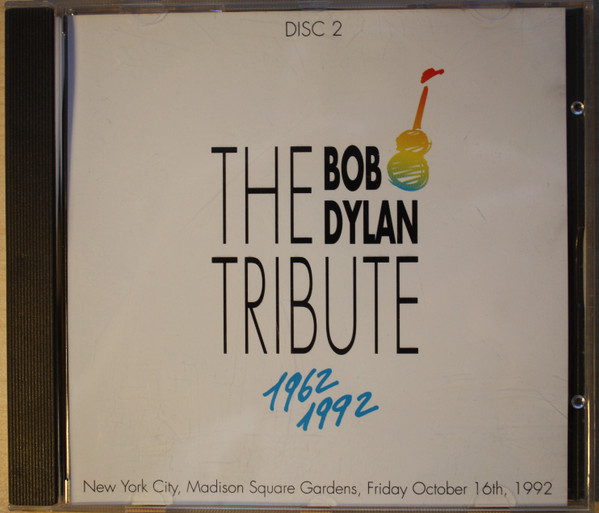 DISC 2
THE BOB DYLAN
TRIBUTE
1962
1992
New York City, Madison Square Gardens, Friday October 16th, 1992